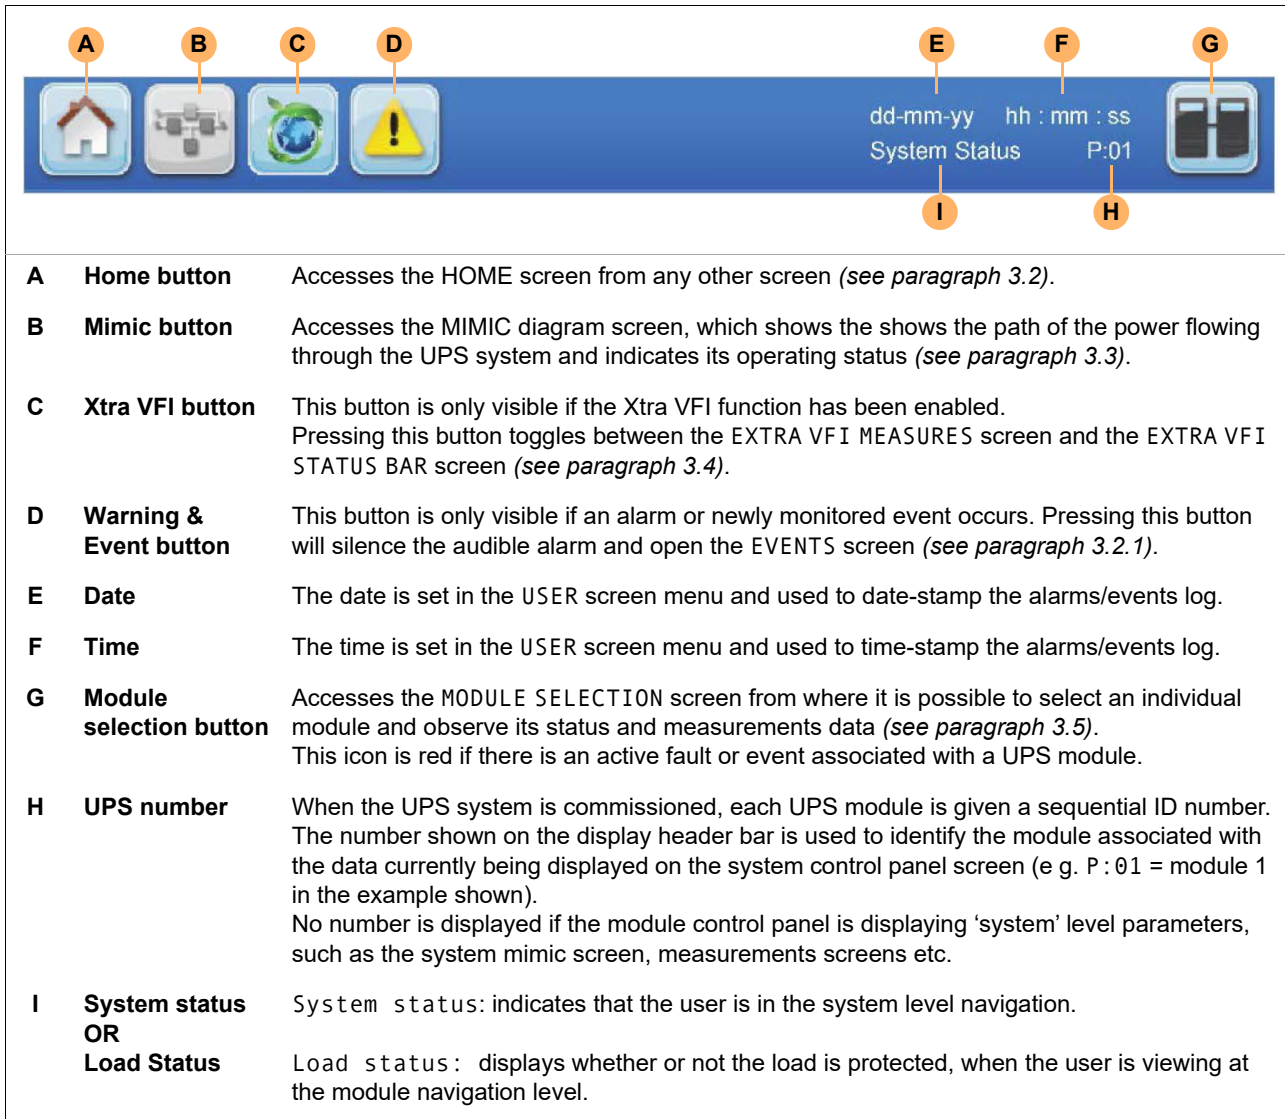 A B C D E F G
dd-mm-yy hh : mm : ss
System Status P:01
I H
A Home button Accesses the HOME screen from any other screen (see paragraph 3.2).
B Mimic button Accesses the MIMIC diagram screen, which shows the shows the path of the power flowing
through the UPS system and indicates its operating status (see paragraph 3.3).
C Xtra VFI button This button is only visible if the Xtra VFI function has been enabled.
Pressing this button toggles between the EXTRA VFI MEASURES screen and the EXTRA VFI
STATUS BAR screen (see paragraph 3.4).
D Warning & This button is only visible if an alarm or newly monitored event occurs. Pressing this button
Event button will silence the audible alarm and open the EVENTS screen (see paragraph 3.2.1).
E Date The date is set in the USER screen menu and used to date-stamp the alarms/events log.
F Time The time is set in the USER screen menu and used to time-stamp the alarms/events log.
G Module Accesses the MODULE SELECTION screen from where it is possible to select an individual
selection button module and observe its status and measurements data (see paragraph 3.5).
This icon is red if there is an active fault or event associated with a UPS module.
H UPS number When the UPS system is commissioned, each UPS module is given a sequential ID number.
The number shown on the display header bar is used to identify the module associated with
the data currently being displayed on the system control panel screen (e g. P:01 = module 1
in the example shown).
No number is displayed if the module control panel is displaying ‘system’ level parameters,
such as the system mimic screen, measurements screens etc.
I System status System status: indicates that the user is in the system level navigation.
OR
Load Status Load status: displays whether or not the load is protected, when the user is viewing at
the module navigation level.